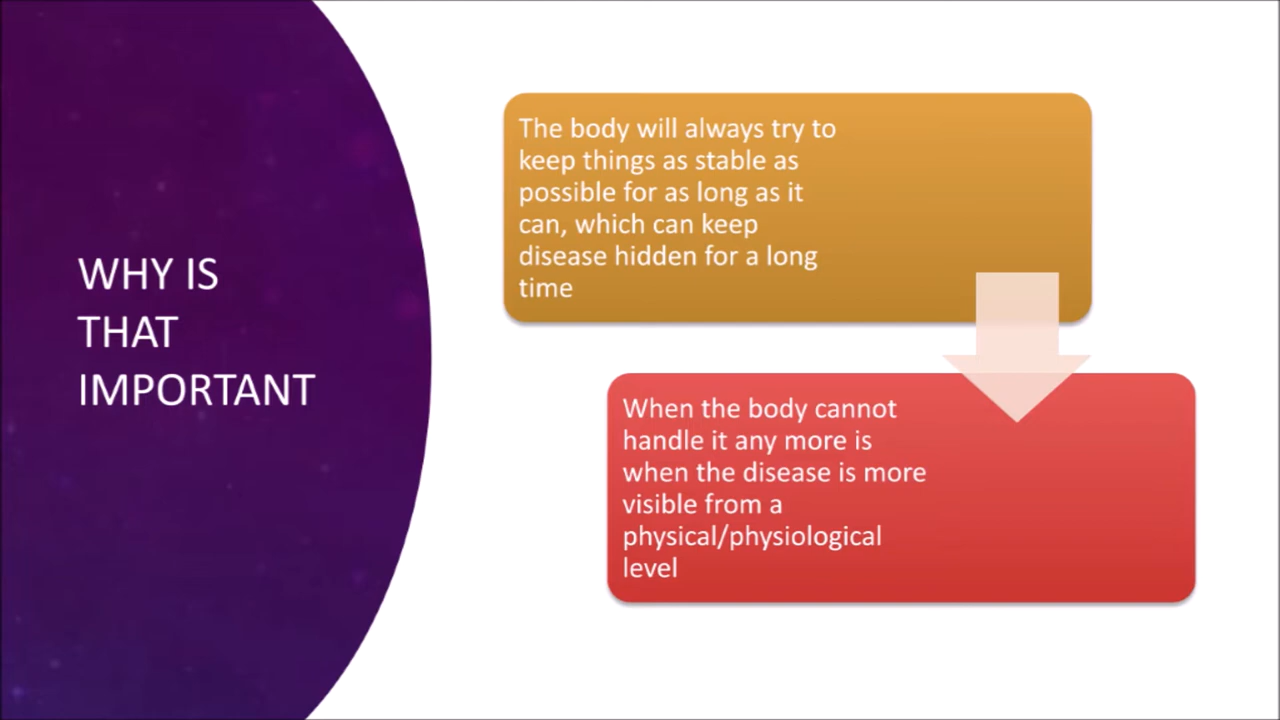 WHY IS
THAT
IMPORTANT
The body will always try to
keep things as stable as
possible for as long as it
can, which can keep
disease hidden for a long
time
When the body cannot
handle it any more is
when the disease is more
visible from a
physical/physiological
level